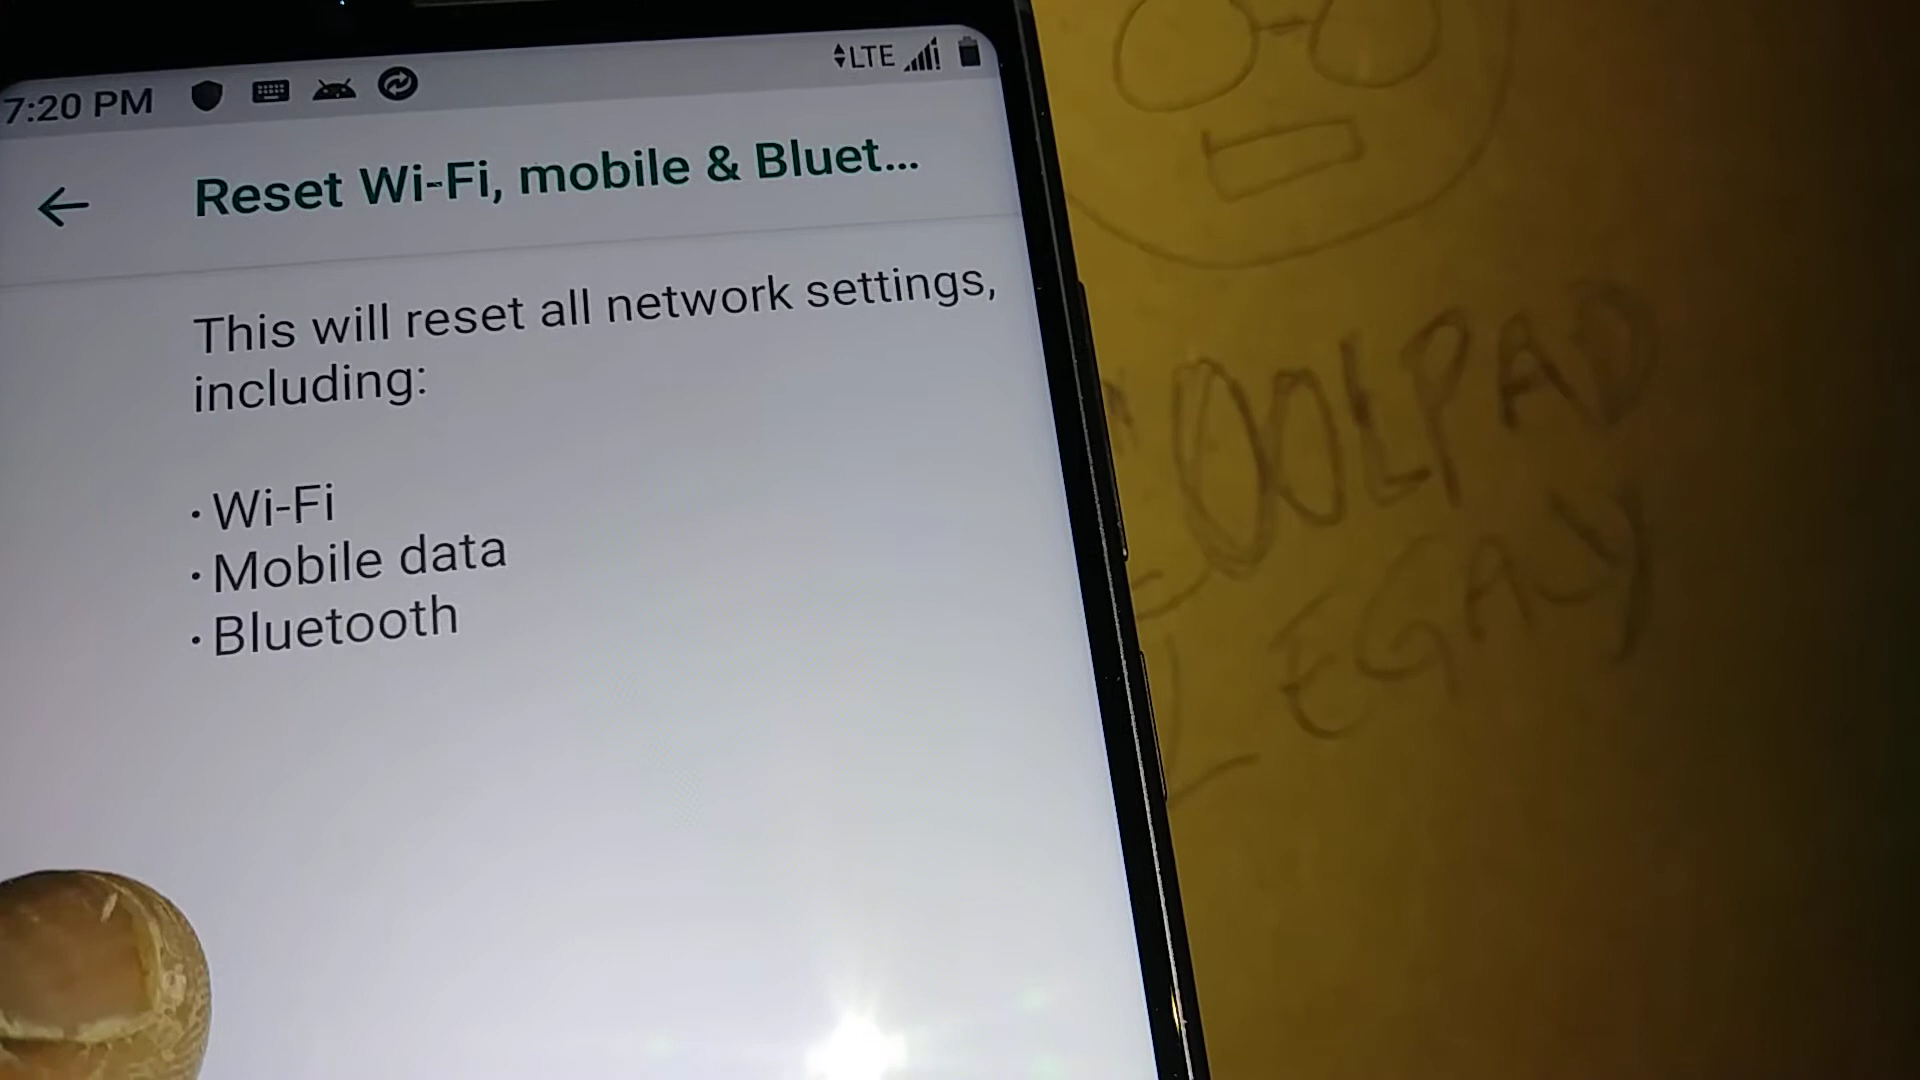 7:20 PM
LTE
Reset Wi-Fi, mobile & Bluet...
This will reset all network settings,
including:
· Wi-Fi
· Mobile data
· Bluetooth
COOLPAD
LEGACY